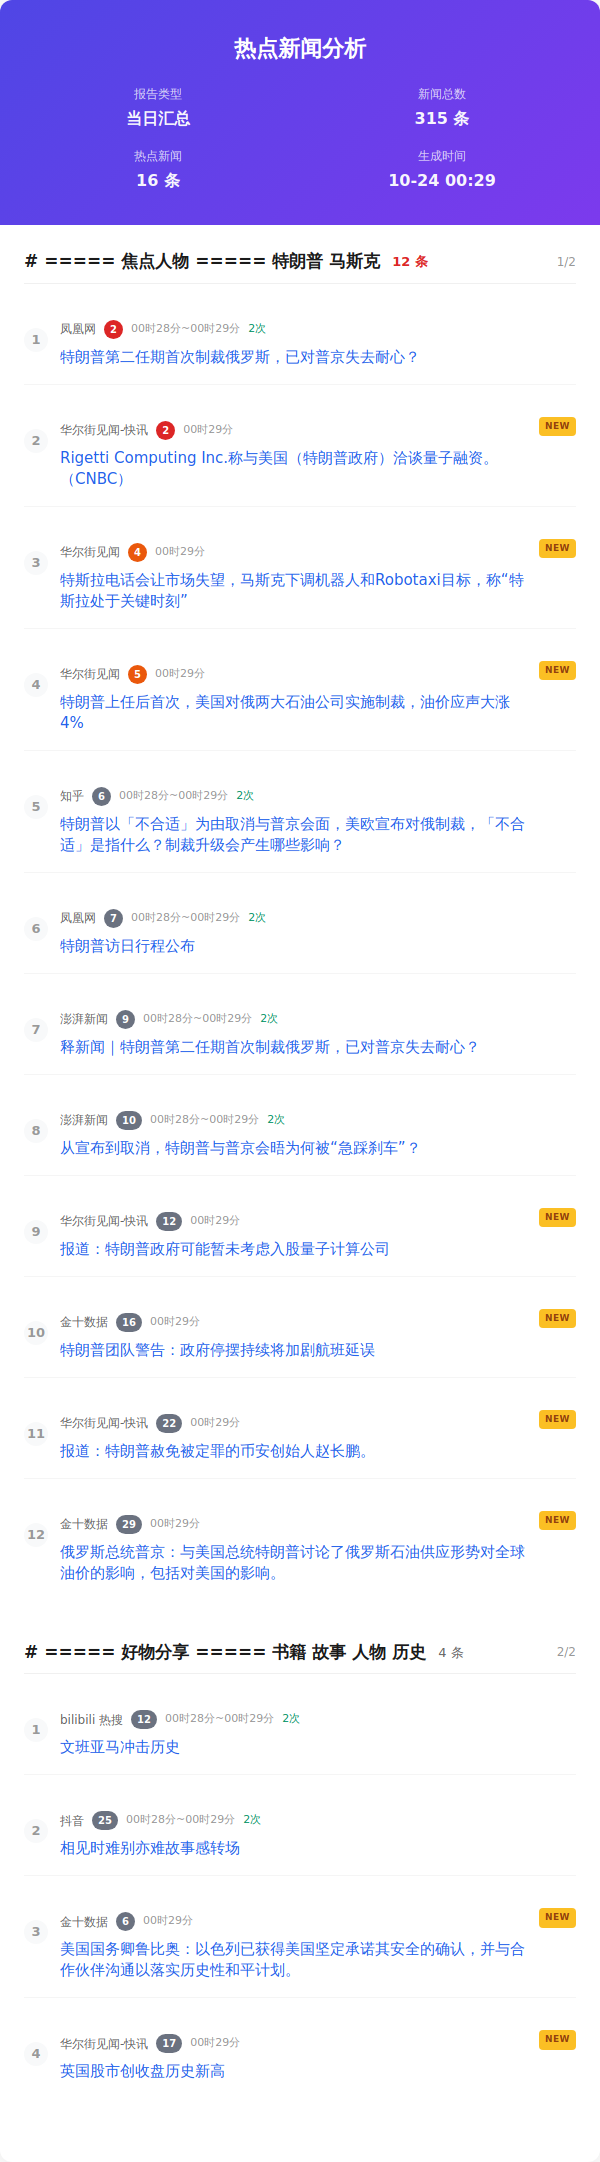 热点新闻分析
报告类型
新闻总数
当日汇总
315 条
热点新闻
生成时间
16 条
10-24 00:29
# ===== 焦点人物 ===== 特朗普 马斯克 12 条 1/2
1 凤凰网 2 00时28分~00时29分 2次
特朗普第二任期首次制裁俄罗斯，已对普京失去耐心？
2 华尔街见闻-快讯 2 00时29分 NEW
Rigetti Computing Inc.称与美国（特朗普政府）洽谈量子融资。
（CNBC）
3 华尔街见闻 4 00时29分 NEW
特斯拉电话会让市场失望，马斯克下调机器人和Robotaxi目标，称“特
斯拉处于关键时刻”
4 华尔街见闻 5 00时29分 NEW
特朗普上任后首次，美国对俄两大石油公司实施制裁，油价应声大涨
4%
5 知乎 6 00时28分~00时29分 2次
特朗普以「不合适」为由取消与普京会面，美欧宣布对俄制裁，「不合
适」是指什么？制裁升级会产生哪些影响？
6 凤凰网 7 00时28分~00时29分 2次
特朗普访日行程公布
7 澎湃新闻 9 00时28分~00时29分 2次
释新闻｜特朗普第二任期首次制裁俄罗斯，已对普京失去耐心？
8 澎湃新闻 10 00时28分~00时29分 2次
从宣布到取消，特朗普与普京会晤为何被“急踩刹车”？
9 华尔街见闻-快讯 12 00时29分 NEW
报道：特朗普政府可能暂未考虑入股量子计算公司
10 金十数据 16 00时29分 NEW
特朗普团队警告：政府停摆持续将加剧航班延误
11 华尔街见闻-快讯 22 00时29分 NEW
报道：特朗普赦免被定罪的币安创始人赵长鹏。
12 金十数据 29 00时29分 NEW
俄罗斯总统普京：与美国总统特朗普讨论了俄罗斯石油供应形势对全球
油价的影响，包括对美国的影响。
# ===== 好物分享 ===== 书籍 故事 人物 历史 4 条 2/2
1 bilibili 热搜 12 00时28分~00时29分 2次
文班亚马冲击历史
2 抖音 25 00时28分~00时29分 2次
相见时难别亦难故事感转场
3 金十数据 6 00时29分 NEW
美国国务卿鲁比奥：以色列已获得美国坚定承诺其安全的确认，并与合
作伙伴沟通以落实历史性和平计划。
4 华尔街见闻-快讯 17 00时29分 NEW
英国股市创收盘历史新高